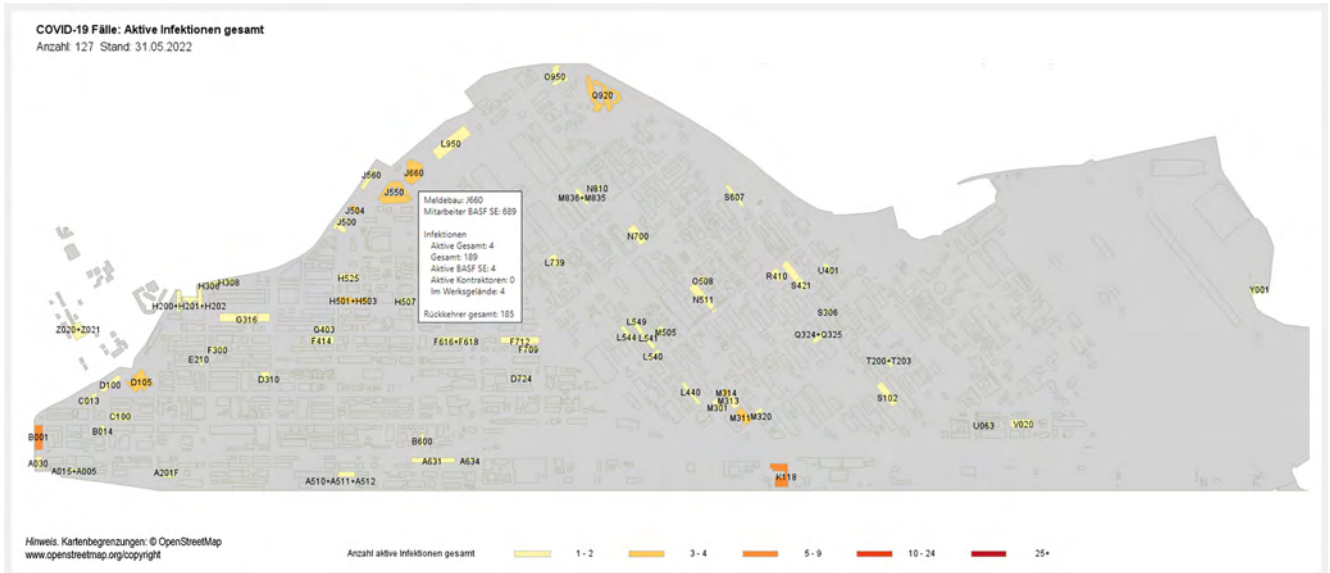 COVID-19 Fälle: Aktive Infektionen gesamt
Anzahl: 127 Stand: 31.05.2022
O950
Q920
L950
J560
J660
J550
J504
J500
Meldebau: J660
Mitarbeiter BASF SE: 689
Infektionen
Aktive Gesamt: 4
Gesamt: 189
Aktive BASF SE: 4
Aktive Kontraktoren: 0
Im Werksgelände: 4
Rückkehrer gesamt: 185
N810
M836+M835
S607
N700
L739
H525
H308
H306
H200+H201+H202
H501+H503
H507
O508
N511
R410
U401
S421
Y001
G316
Z020+Z021
G403
F414
F616+F618
F712
F709
L549
M505
L544
L541
L540
S306
Q324+Q325
F300
E210
T200+T203
D100
D105
D310
D724
L440
M314
M313
M301
M311
M320
S102
C013
C100
B014
B001
B600
U063
V020
A030
A015+A005
A201F
A510+A511+A512
A631
A634
K118
Hinweis. Kartenbegrenzungen: © OpenStreetMap
www.openstreetmap.org/copyright
Anzahl aktive Infektionen gesamt
1 - 2
3 - 4
5 - 9
10 - 24
25+